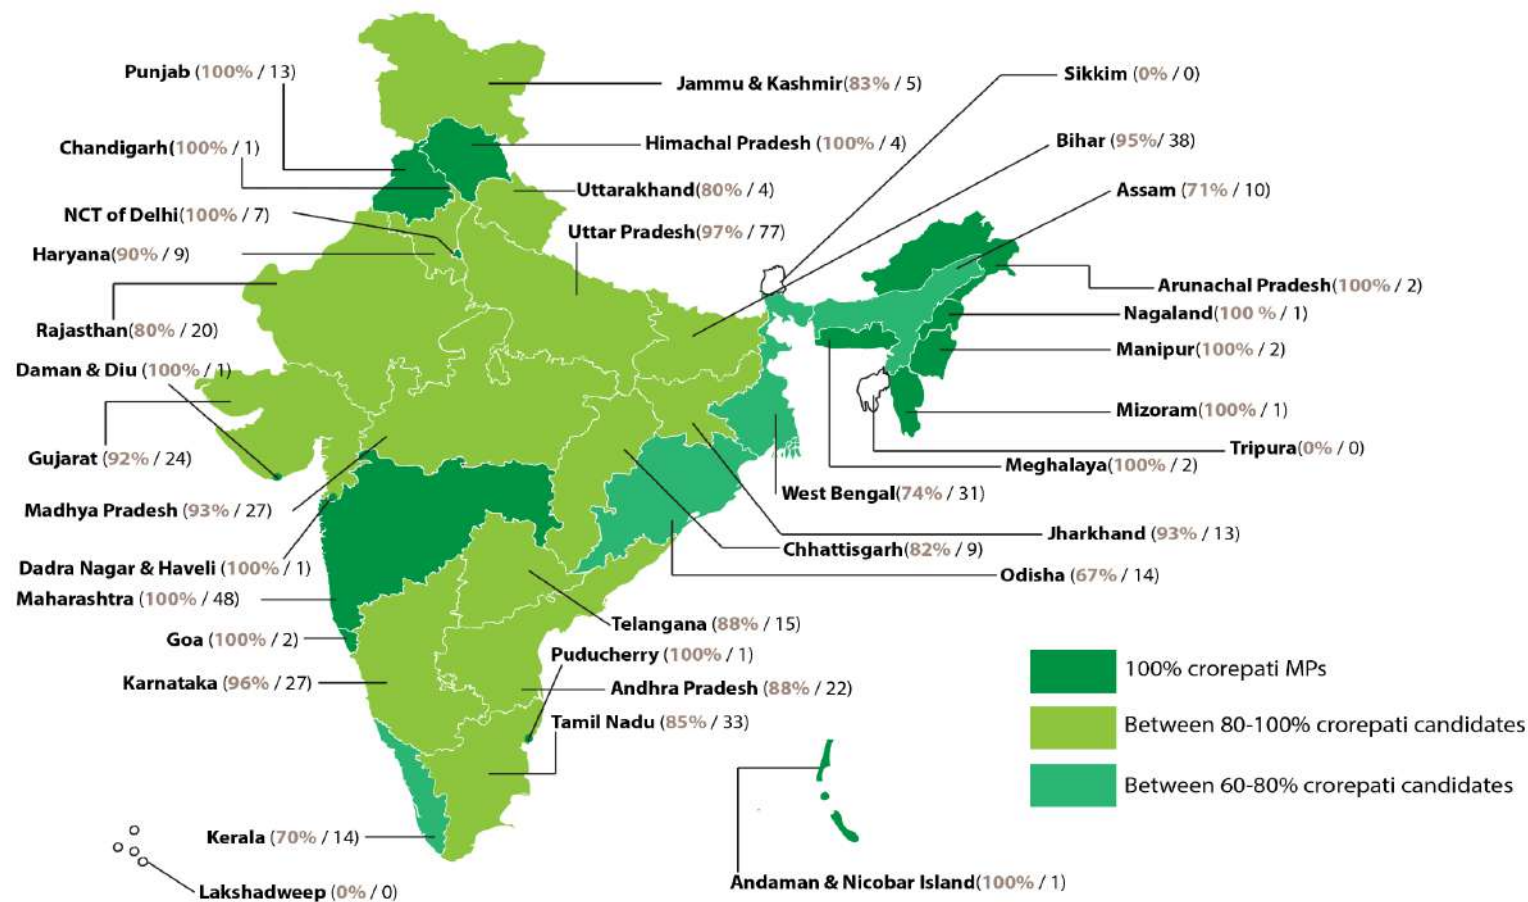 Punjab (100% / 13)
Jammu & Kashmir(83% / 5)
Sikkim (0% / 0)
Chandigarh(100% / 1)
Himachal Pradesh (100% / 4)
Bihar (95%/ 38)
Uttarakhand(80% / 4)
Assam (71% / 10)
NCT of Delhi(100% / 7)
Uttar Pradesh(97% / 77)
Haryana(90% / 9)
Arunachal Pradesh(100% / 2)
Nagaland(100 % / 1)
Rajasthan(80% / 20)
Manipur(100% / 2)
Daman & Diu (100% / 1)
Mizoram(100% / 1)
Tripura(0% / 0)
Gujarat (92% / 24)
Meghalaya(100% / 2)
West Bengal(74% / 31)
Madhya Pradesh (93% / 27)
Jharkhand (93% / 13)
Chhattisgarh(82% / 9)
Dadra Nagar & Haveli (100% / 1)
Odisha (67% / 14)
Maharashtra (100% / 48)
Telangana (88% / 15)
Goa (100% / 2)
Puducherry (100% / 1)
Karnataka (96% / 27)
Andhra Pradesh (88% / 22)
Tamil Nadu (85% / 33)
100% crorepati MPs
Between 80-100% crorepati candidates
Between 60-80% crorepati candidates
Kerala (70% / 14)
Lakshadweep (0% / 0)
Andaman & Nicobar Island(100% / 1)